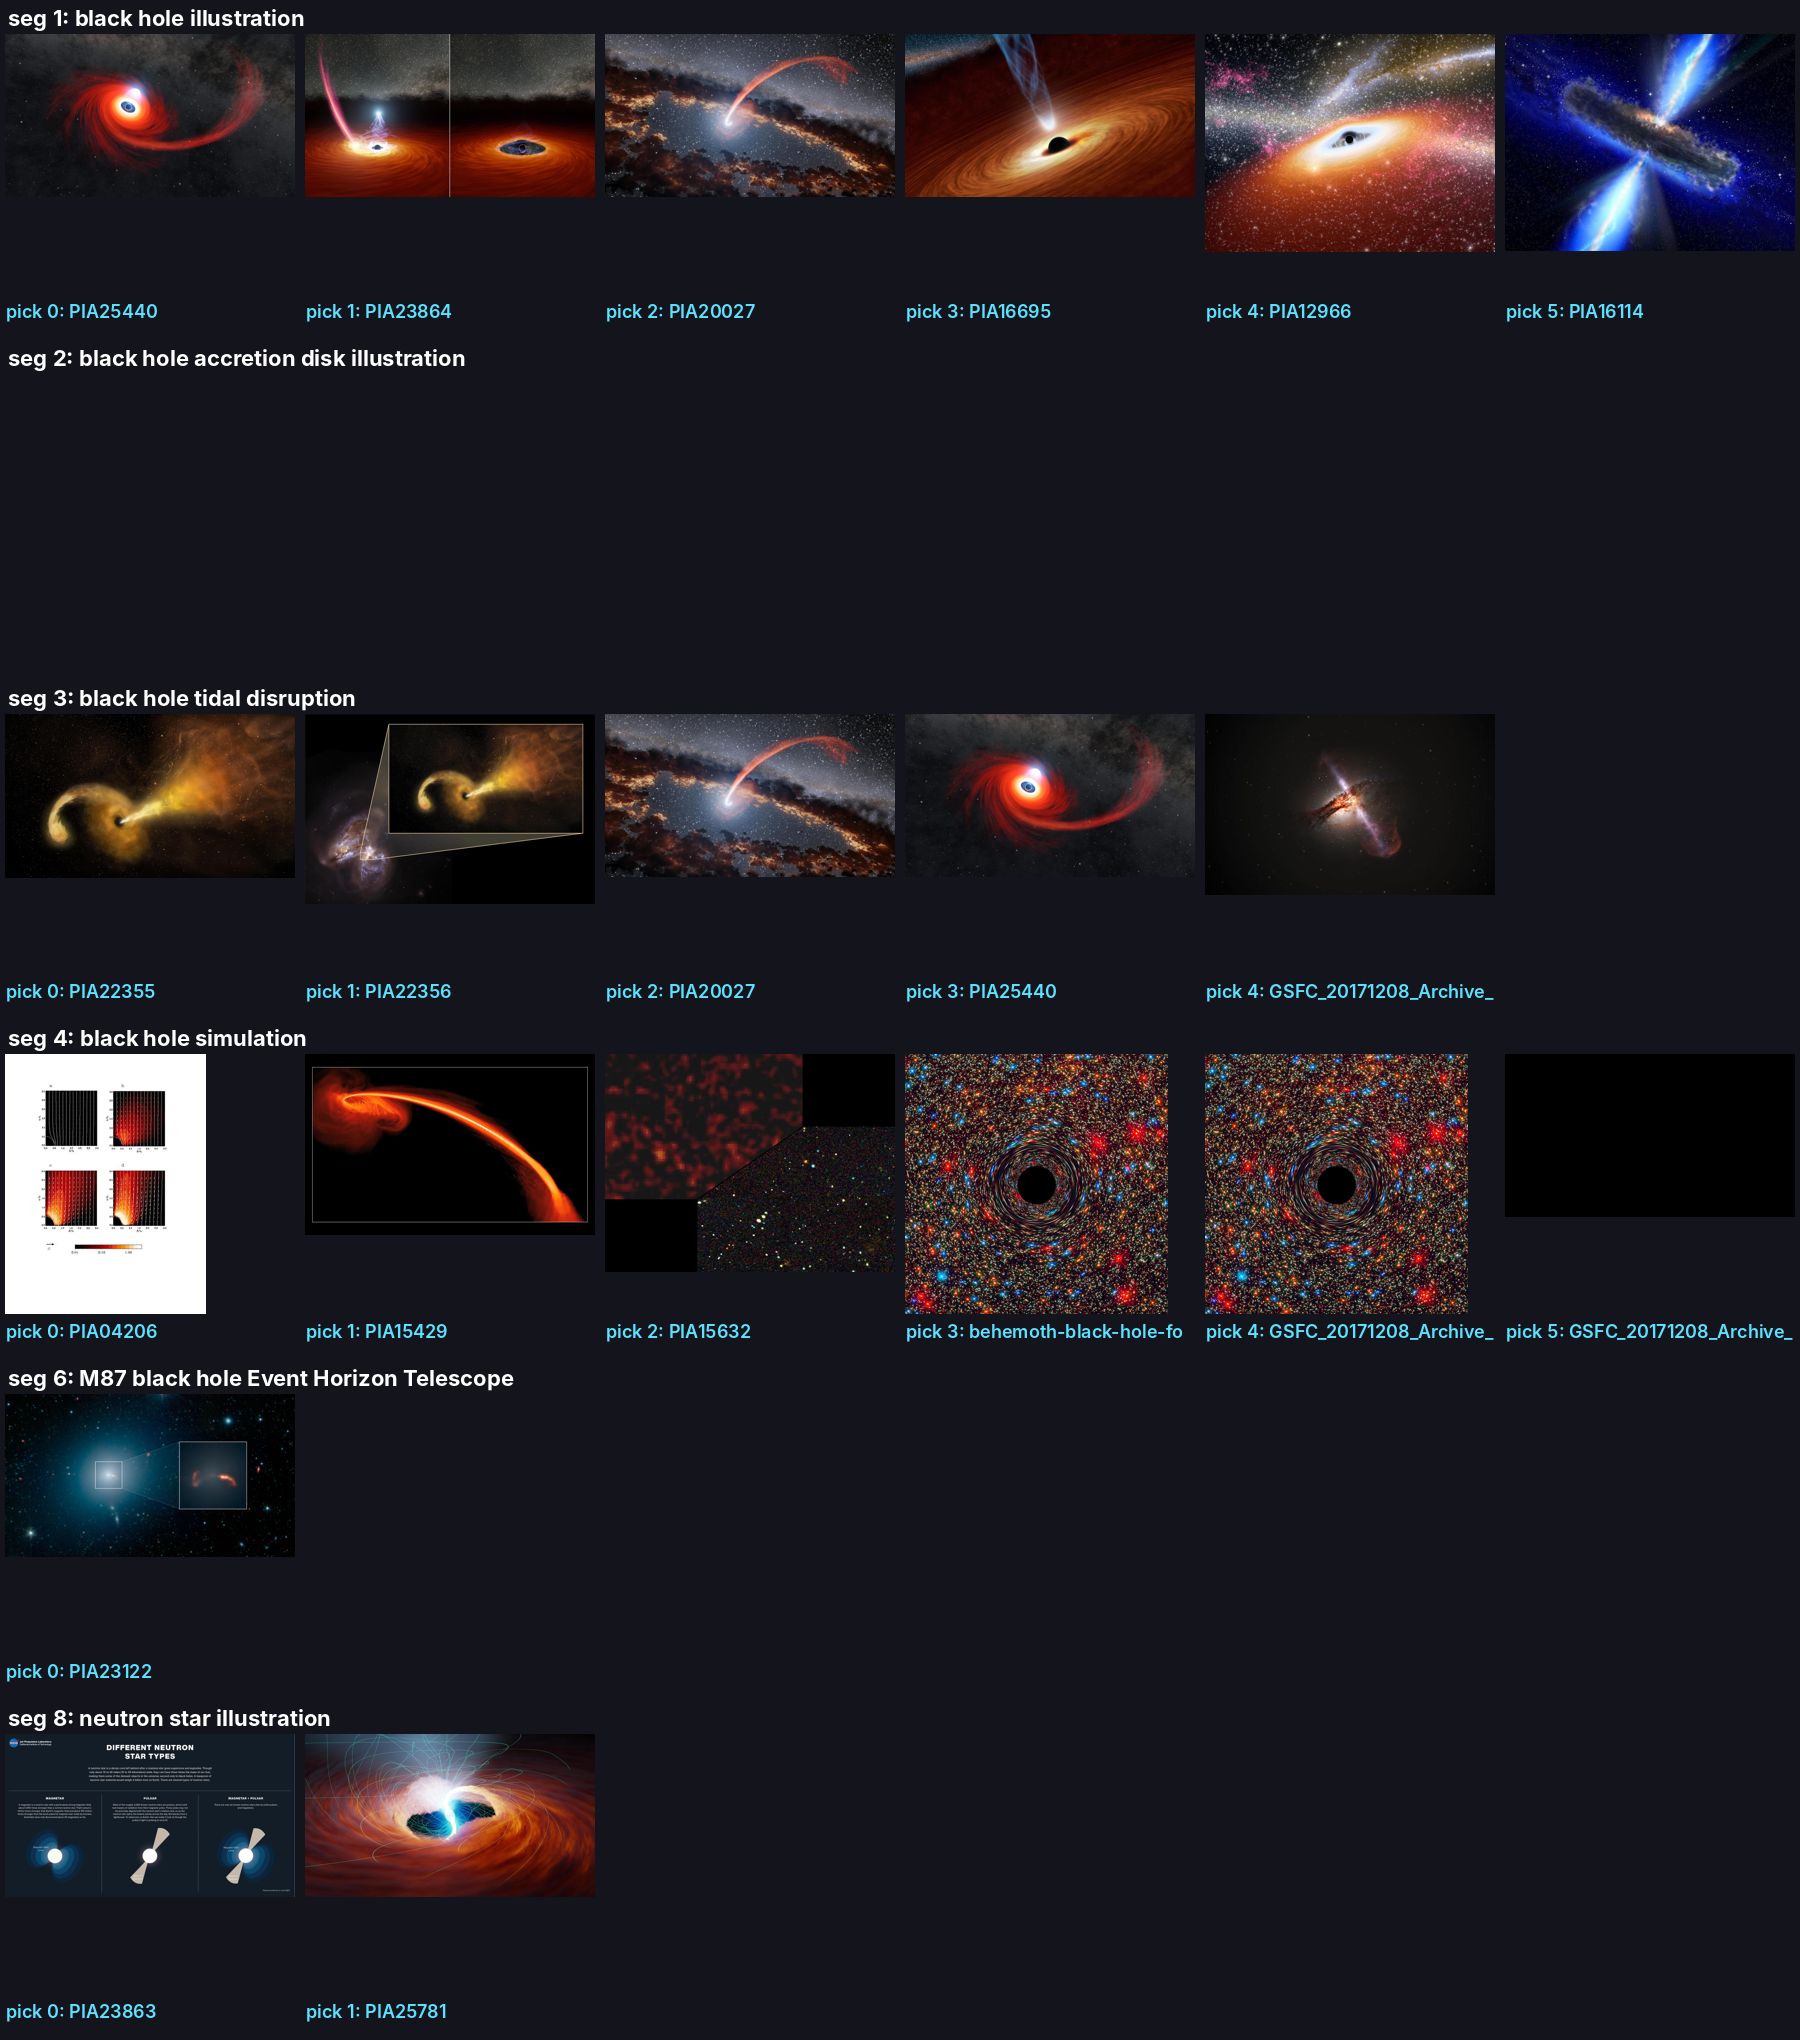 seg 1: black hole illustration
pick 0: PIA25440
pick 1: PIA23864
pick 2: PIA20027
pick 3: PIA16695
pick 4: PIA12966
pick 5: PIA16114
seg 2: black hole accretion disk illustration
seg 3: black hole tidal disruption
pick 0: PIA22355
pick 1: PIA22356
pick 2: PIA20027
pick 3: PIA25440
pick 4: GSFC_20171208_Archive_
seg 4: black hole simulation
pick 0: PIA04206
pick 1: PIA15429
pick 2: PIA15632
pick 3: behemoth-black-hole-fo
pick 4: GSFC_20171208_Archive_
pick 5: GSFC_20171208_Archive_
seg 6: M87 black hole Event Horizon Telescope
pick 0: PIA23122
seg 8: neutron star illustration
DIFFERENT NEUTRON
STAR TYPES
MAGNETAR
PULSAR
MAGNETAR + PULSAR
pick 0: PIA23863
pick 1: PIA25781